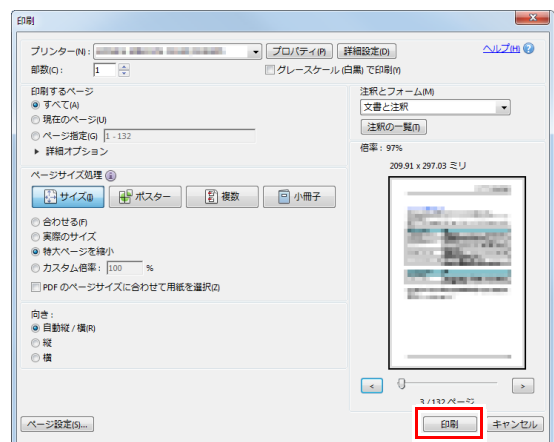 印刷
プリンター(N): プロパティ(P) 詳細設定(D) ヘルプ(H)
部数(C): 1 グレースケール (白黒) で印刷(Y)
印刷するページ
すべて(A)
現在のページ(U)
ページ指定(G) 1 - 132
詳細オプション
ページサイズ処理
サイズ(I) ポスター 複数 小冊子
合わせる(F)
実際のサイズ
特大ページを縮小
カスタム倍率: 100 %
PDF のページサイズに合わせて用紙を選択(Z)
向き:
自動縦 / 横(R)
縦
横
注釈とフォーム(M)
文書と注釈
注釈の一覧(T)
倍率: 97%
209.91 x 297.03 ミリ
< >
3 / 132 ページ
ページ設定(S)... 印刷 キャンセル